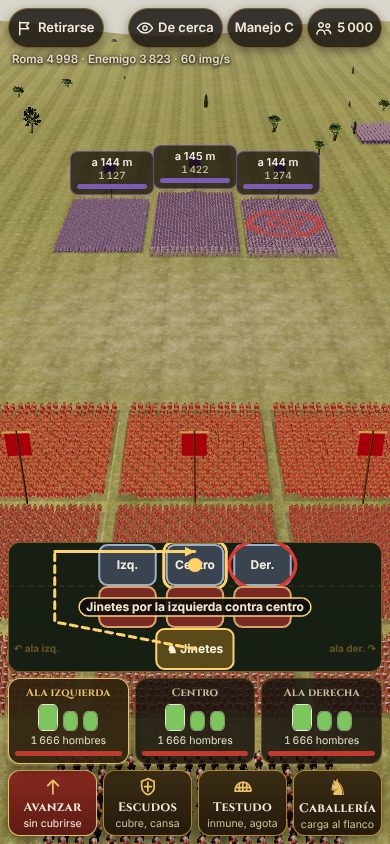 Retirarse
De cerca
Manejo C
5 000
Roma 4 998 · Enemigo 3 823 · 60 img/s
a 144 m
1 127
a 145 m
1 422
a 144 m
1 274
Izq.
Centro
Der.
Jinetes por la izquierda contra centro
↶ ala izq.
♞ Jinetes
ala der. ↷
ALA IZQUIERDA
1 666 hombres
CENTRO
1 666 hombres
ALA DERECHA
1 666 hombres
AVANZAR
sin cubrirse
ESCUDOS
cubre, cansa
TESTUDO
inmune, agota
CABALLERÍA
carga al flanco